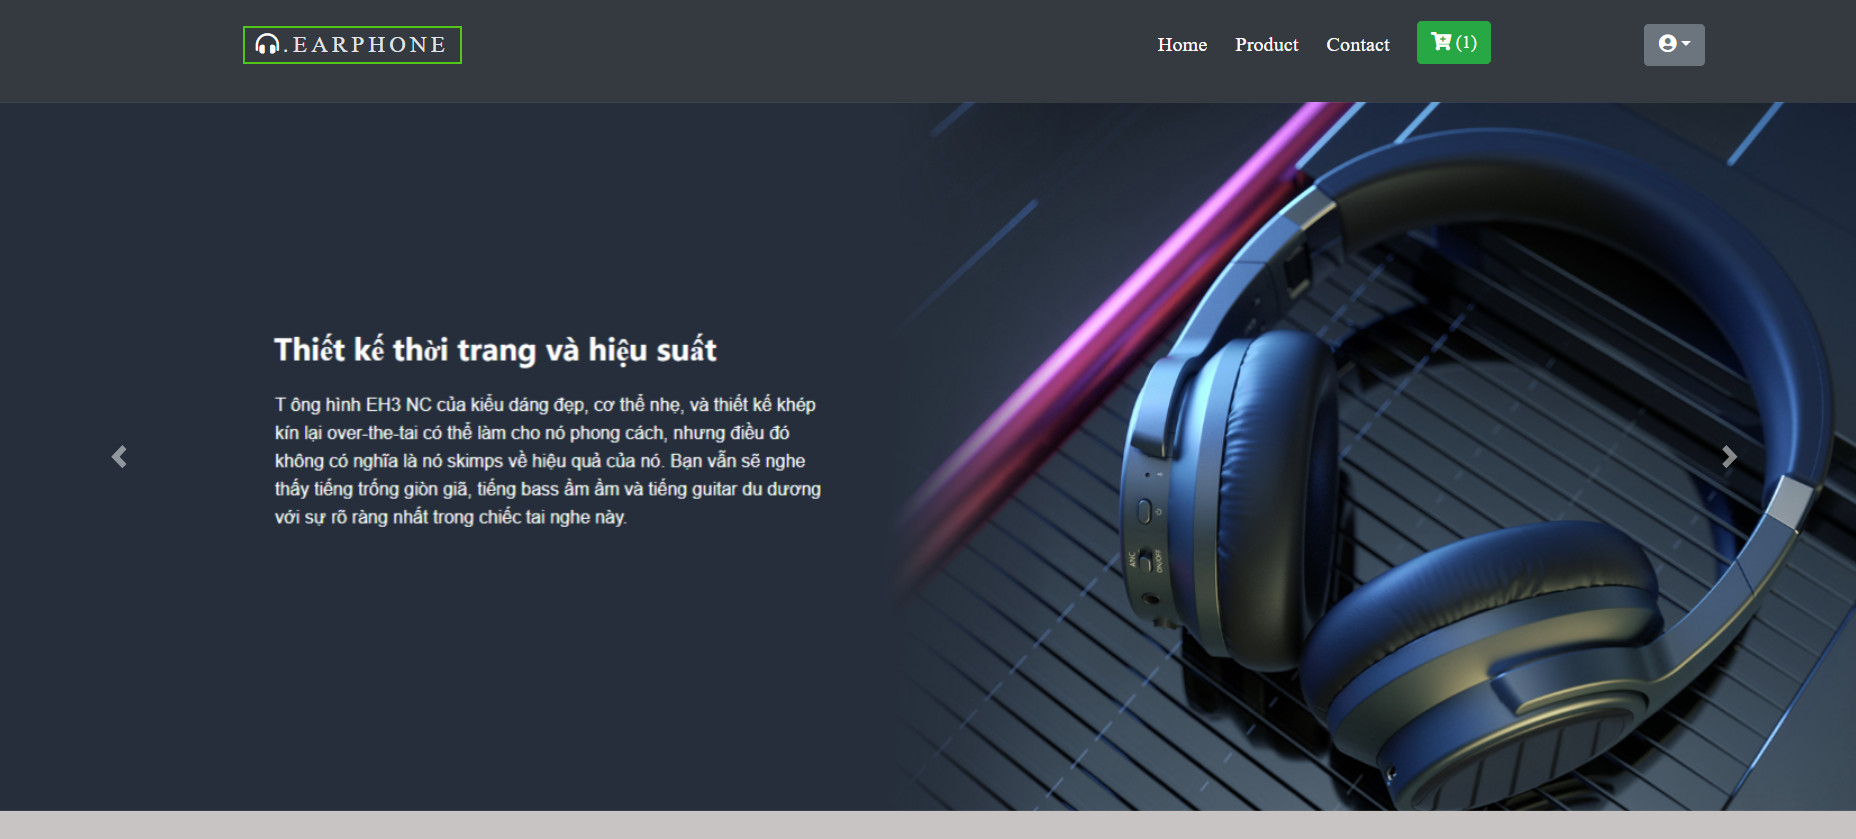 .EARPHONE
Home Product Contact (1)
Thiết kế thời trang và hiệu suất
T ông hình EH3 NC của kiểu dáng đẹp, cơ thể nhẹ, và thiết kế khép
kín lại over-the-tai có thể làm cho nó phong cách, nhưng điều đó
không có nghĩa là nó skimps về hiệu quả của nó. Bạn vẫn sẽ nghe
thấy tiếng trống giòn giã, tiếng bass ầm ầm và tiếng guitar du dương
với sự rõ ràng nhất trong chiếc tai nghe này.
ANC
ON/OFF